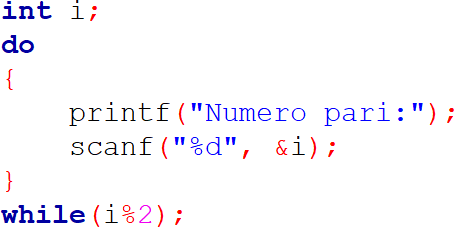 int i;
do
{
    printf("Numero pari:");
    scanf("%d", &i);
}
while(i%2);